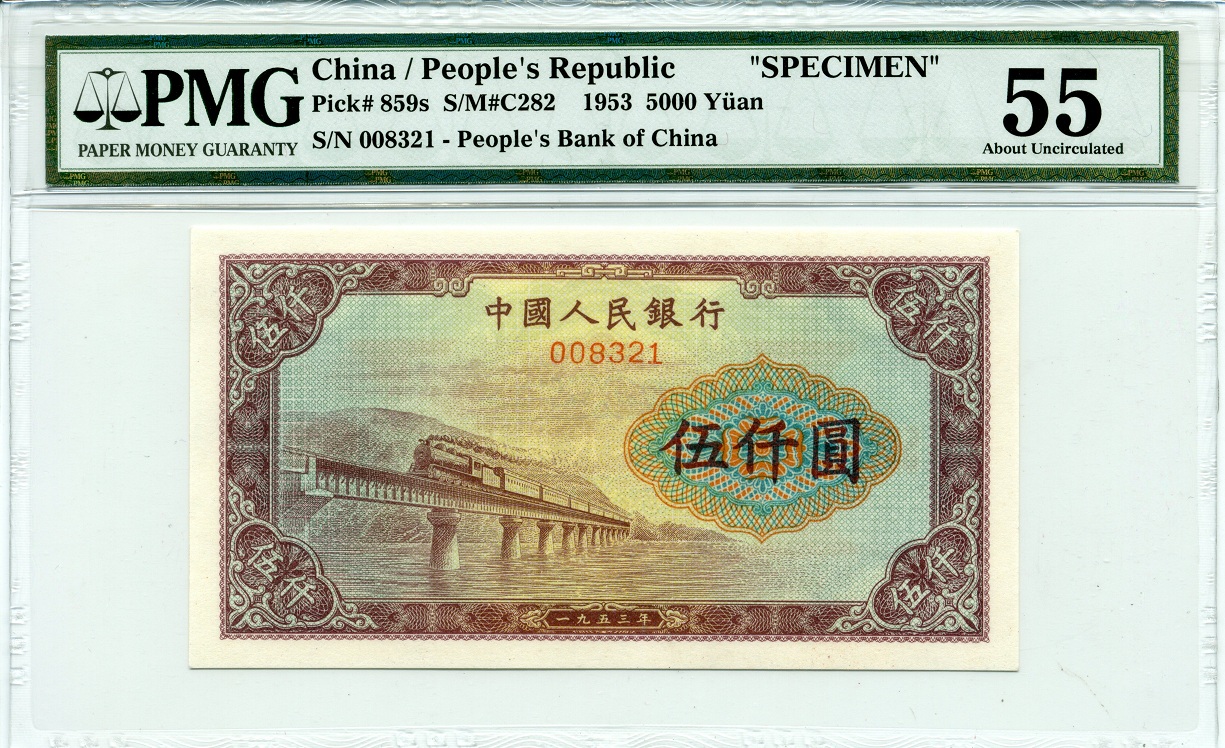 PMG
PAPER MONEY GUARANTY
China / People's Republic "SPECIMEN"
Pick# 859s S/M#C282 1953 5000 Yüan
S/N 008321 - People's Bank of China
55
About Uncirculated
伍仟
中國人民銀行
伍仟
008321
伍仟圓
伍仟
伍仟
一九五三年